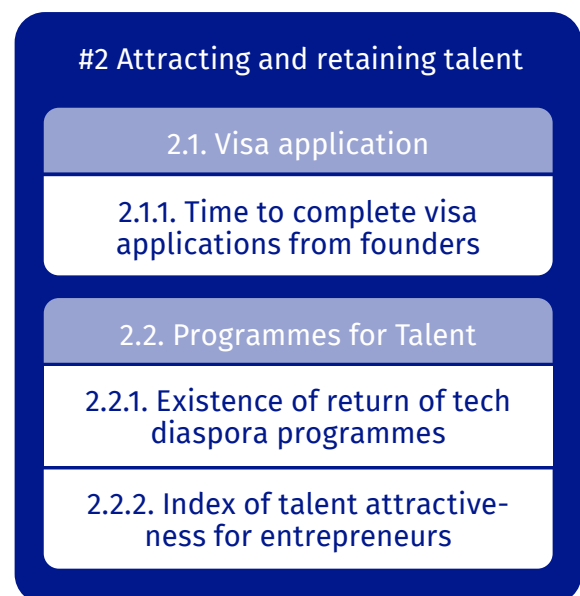 #2 Attracting and retaining talent
2.1. Visa application
2.1.1. Time to complete visa
applications from founders
2.2. Programmes for Talent
2.2.1. Existence of return of tech
diaspora programmes
2.2.2. Index of talent attractive-
ness for entrepreneurs